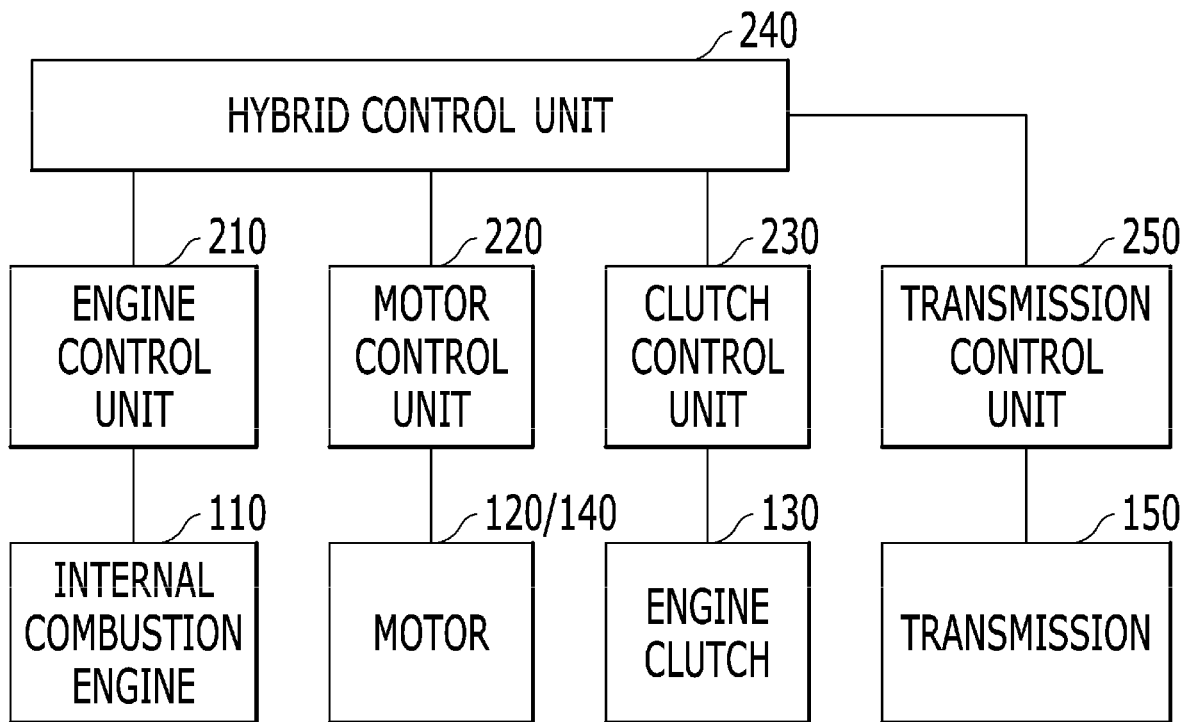 240
HYBRID CONTROL UNIT
210
220
230
250
ENGINE
CONTROL
UNIT
MOTOR
CONTROL
UNIT
CLUTCH
CONTROL
UNIT
TRANSMISSION
CONTROL
UNIT
110
120/140
130
150
INTERNAL
COMBUSTION
ENGINE
MOTOR
ENGINE
CLUTCH
TRANSMISSION